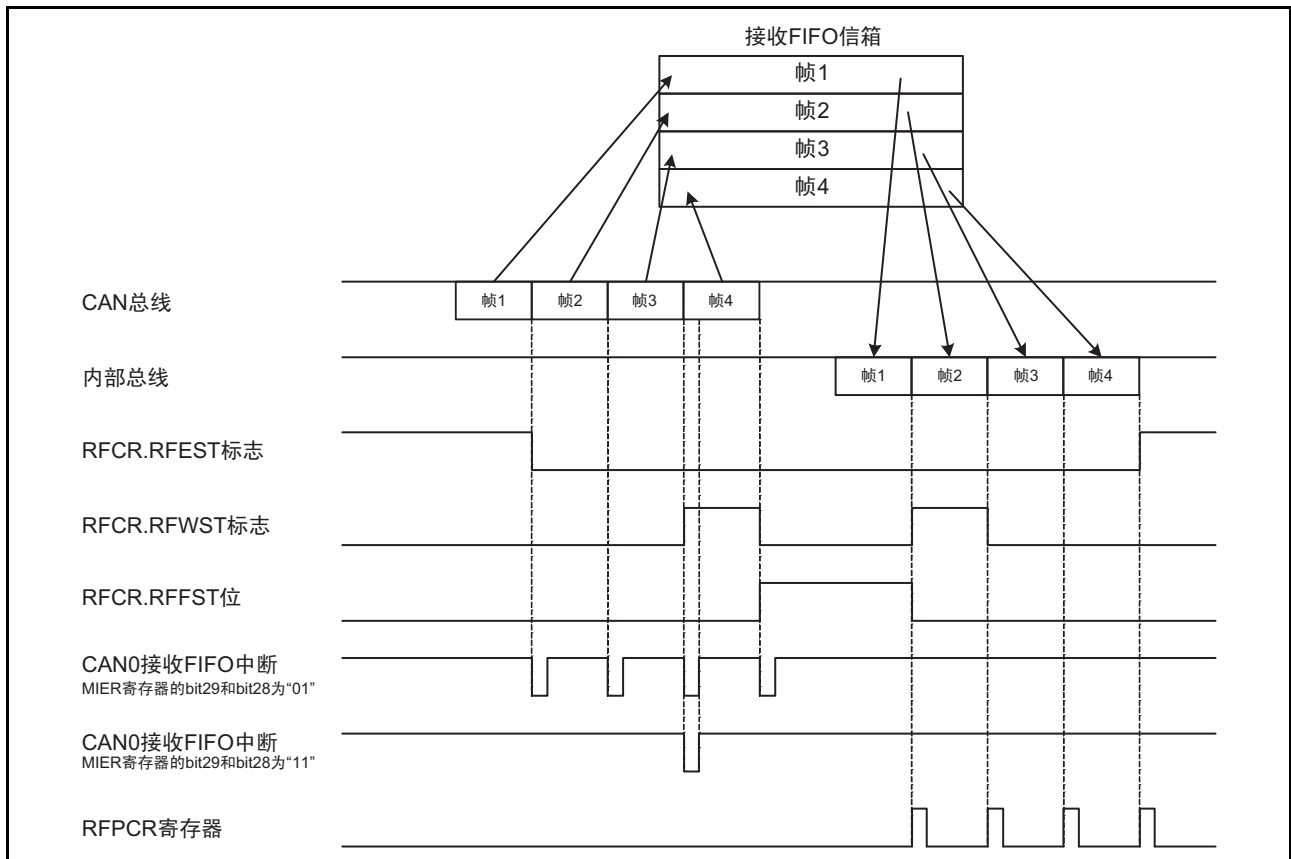 接收FIFO信箱
帧1
帧2
帧3
帧4
CAN总线
帧1 帧2 帧3 帧4
内部总线
帧1 帧2 帧3 帧4
RFCR.RFEST标志
RFCR.RFWST标志
RFCR.RFFST位
CAN0接收FIFO中断
MIER寄存器的bit29和bit28为“01”
CAN0接收FIFO中断
MIER寄存器的bit29和bit28为“11”
RFPCR寄存器